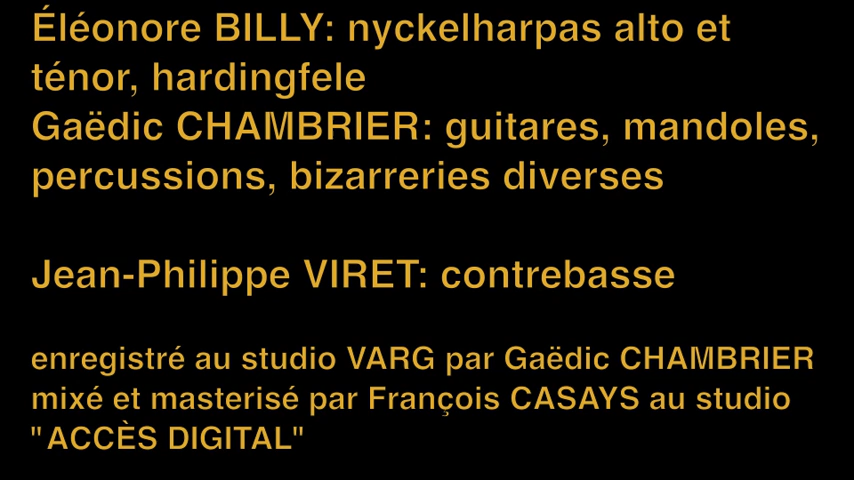 Éléonore BILLY: nyckelharpas alto et
ténor, hardingfele
Gaëdic CHAMBRIER: guitares, mandoles,
percussions, bizarreries diverses
Jean-Philippe VIRET: contrebasse
enregistré au studio VARG par Gaëdic CHAMBRIER
mixé et masterisé par François CASAYS au studio
"ACCÈS DIGITAL"